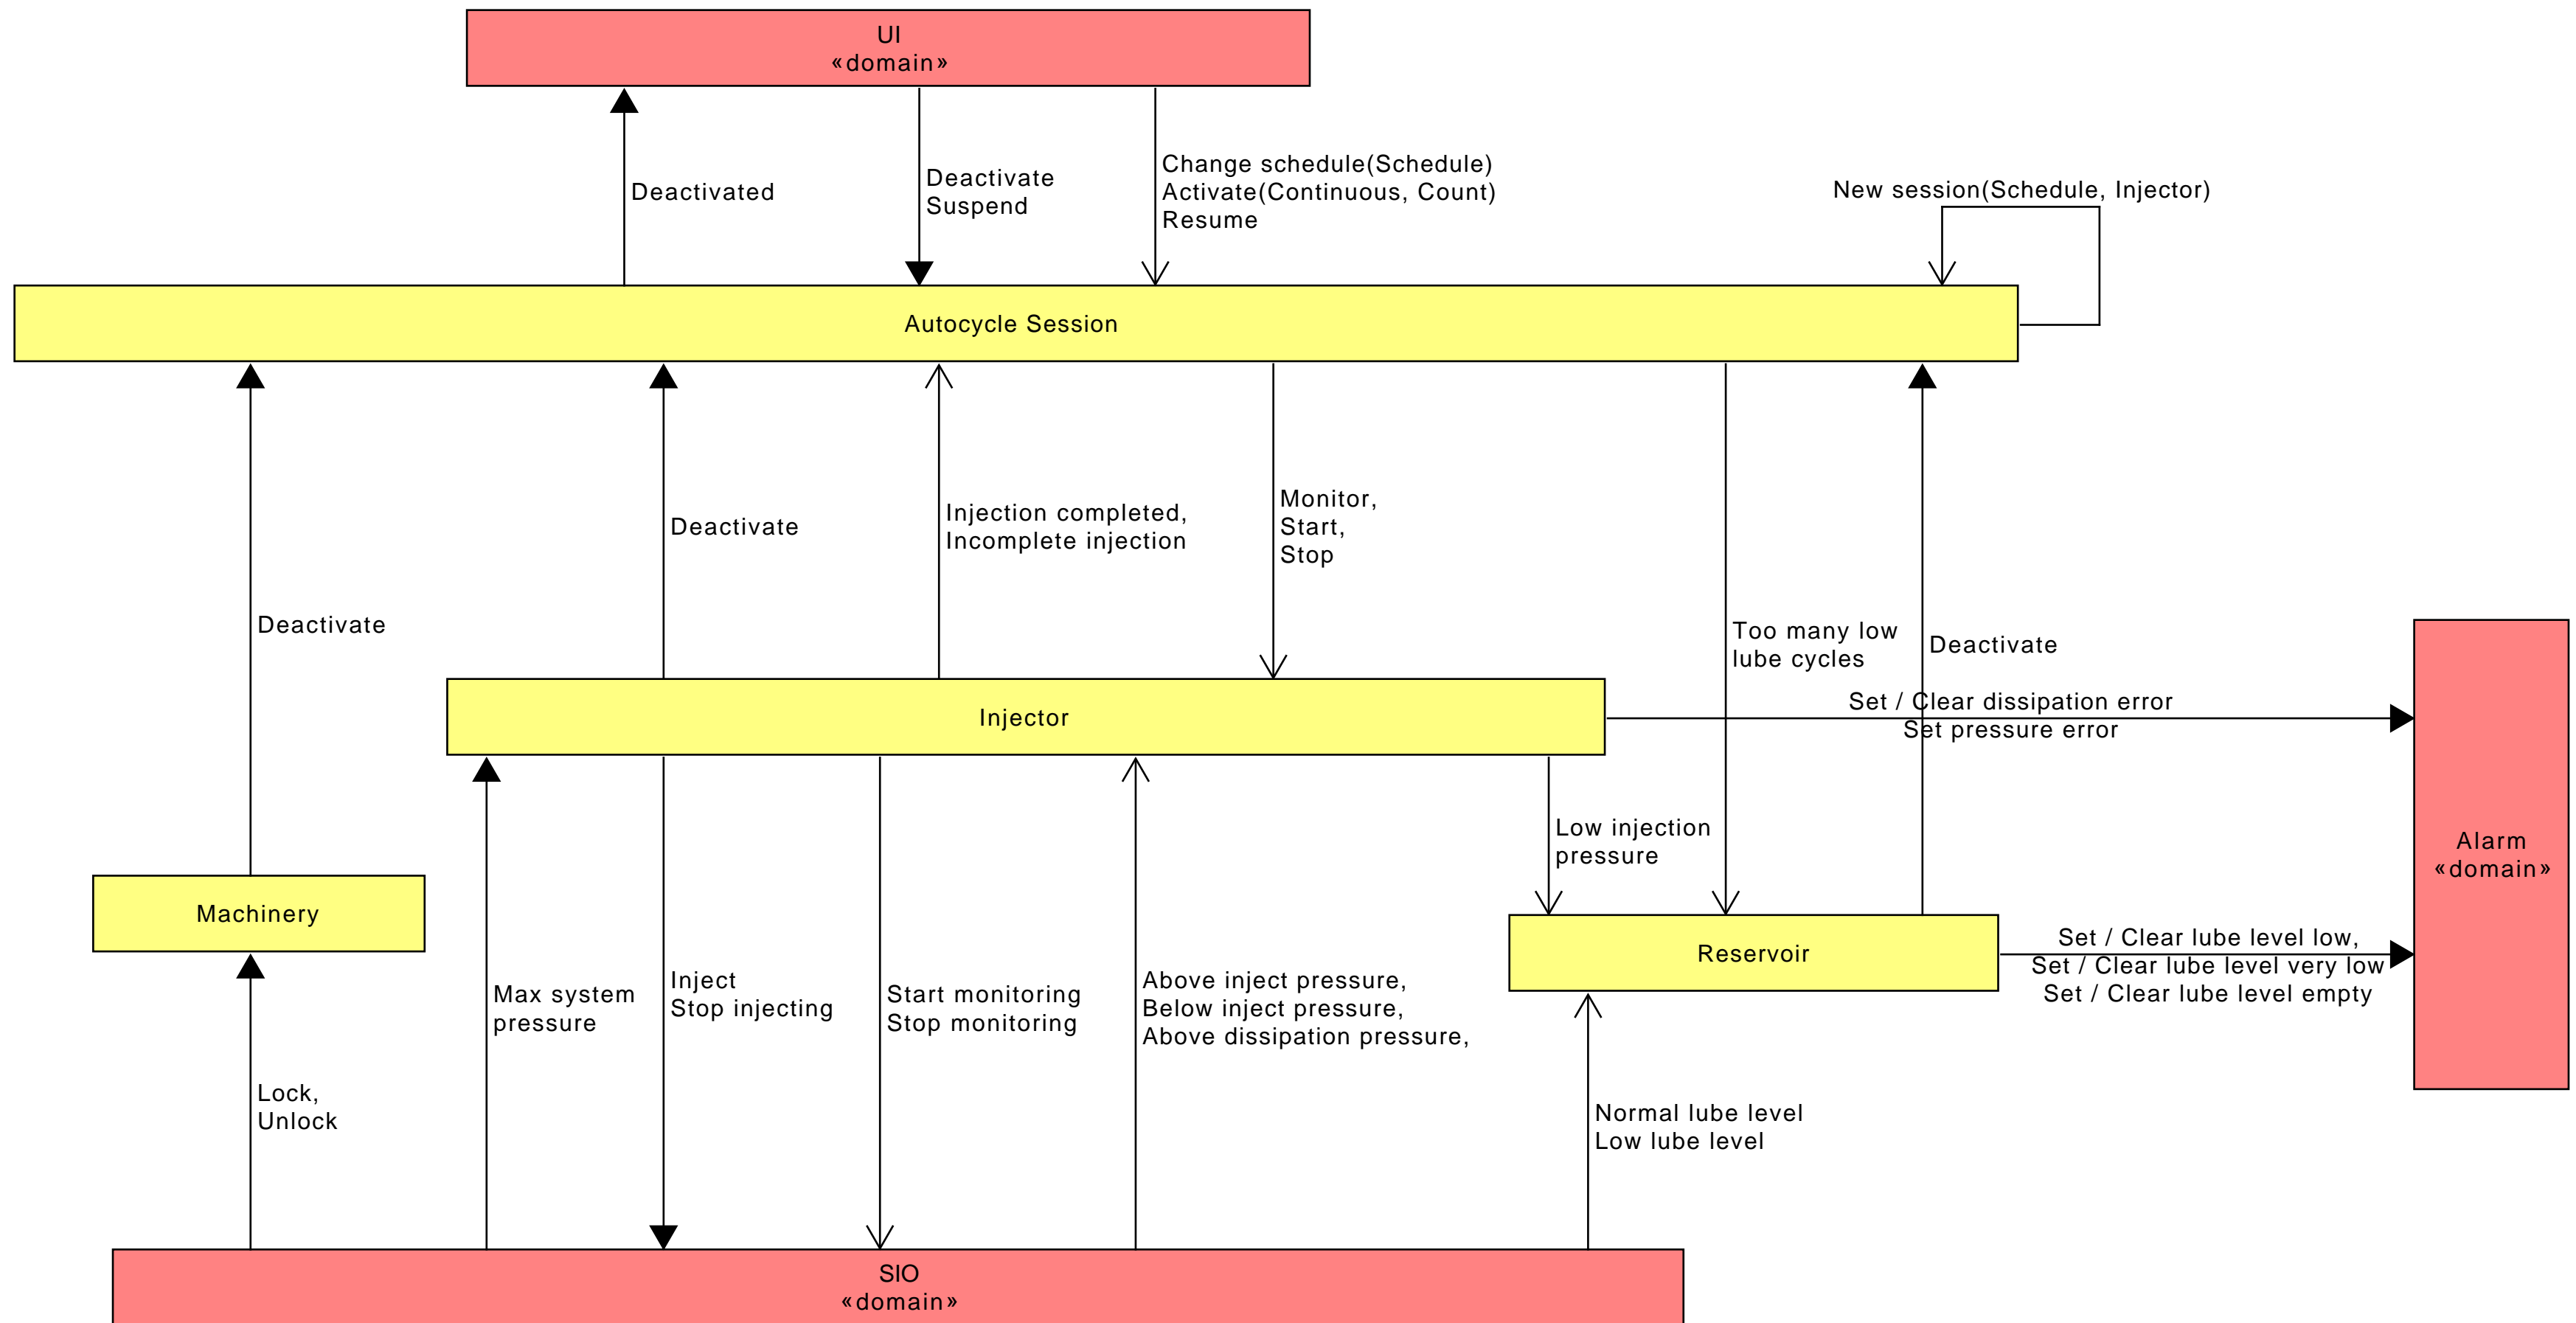 UI
«domain»
Deactivated
Deactivate
Suspend
Change schedule(Schedule)
Activate(Continuous, Count)
Resume
New session(Schedule, Injector)
Autocycle Session
Deactivate
Deactivate
Injection completed,
Incomplete injection
Monitor,
Start,
Stop
Too many low
lube cycles
Deactivate
Injector
Set / Clear dissipation error
Set pressure error
Low injection
pressure
Alarm
«domain»
Machinery
Reservoir
Set / Clear lube level low,
Set / Clear lube level very low
Set / Clear lube level empty
Lock,
Unlock
Max system
pressure
Inject
Stop injecting
Start monitoring
Stop monitoring
Above inject pressure,
Below inject pressure,
Above dissipation pressure,
Normal lube level
Low lube level
SIO
«domain»